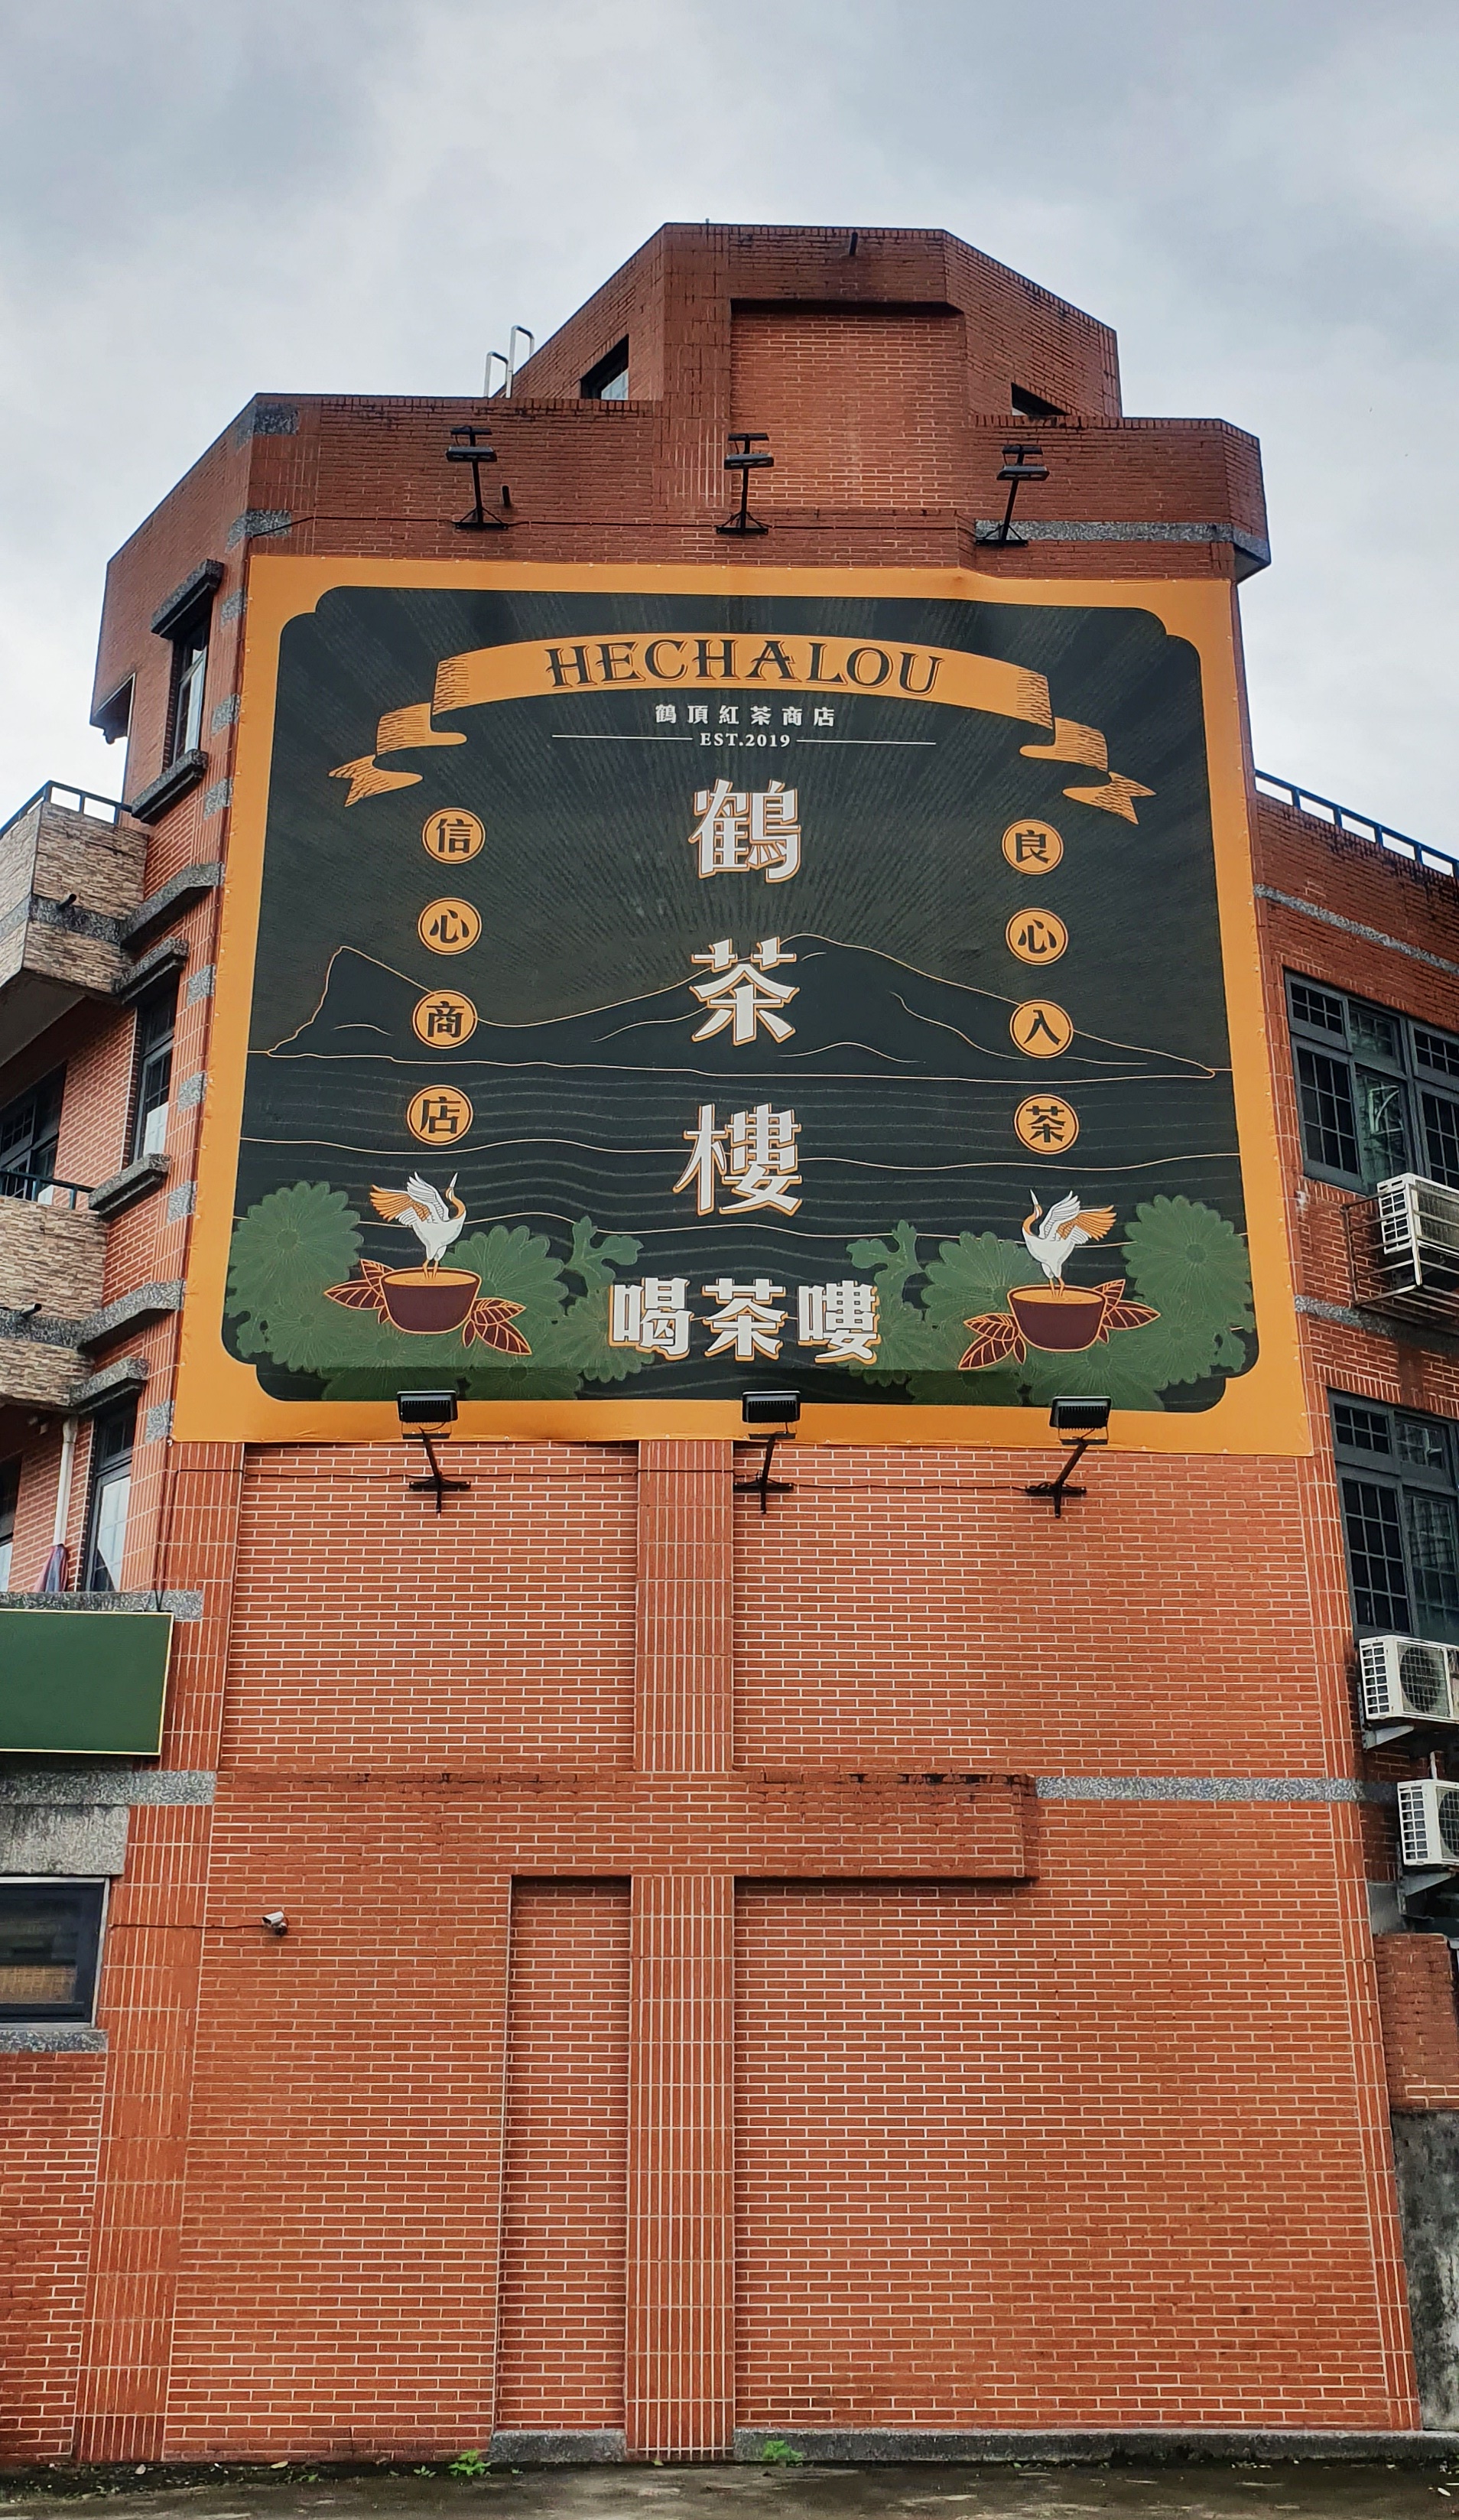 HECHALOU
鶴頂紅茶商店
EST.2019
良心入茶
鶴茶樓
信心商店
喝茶嘍